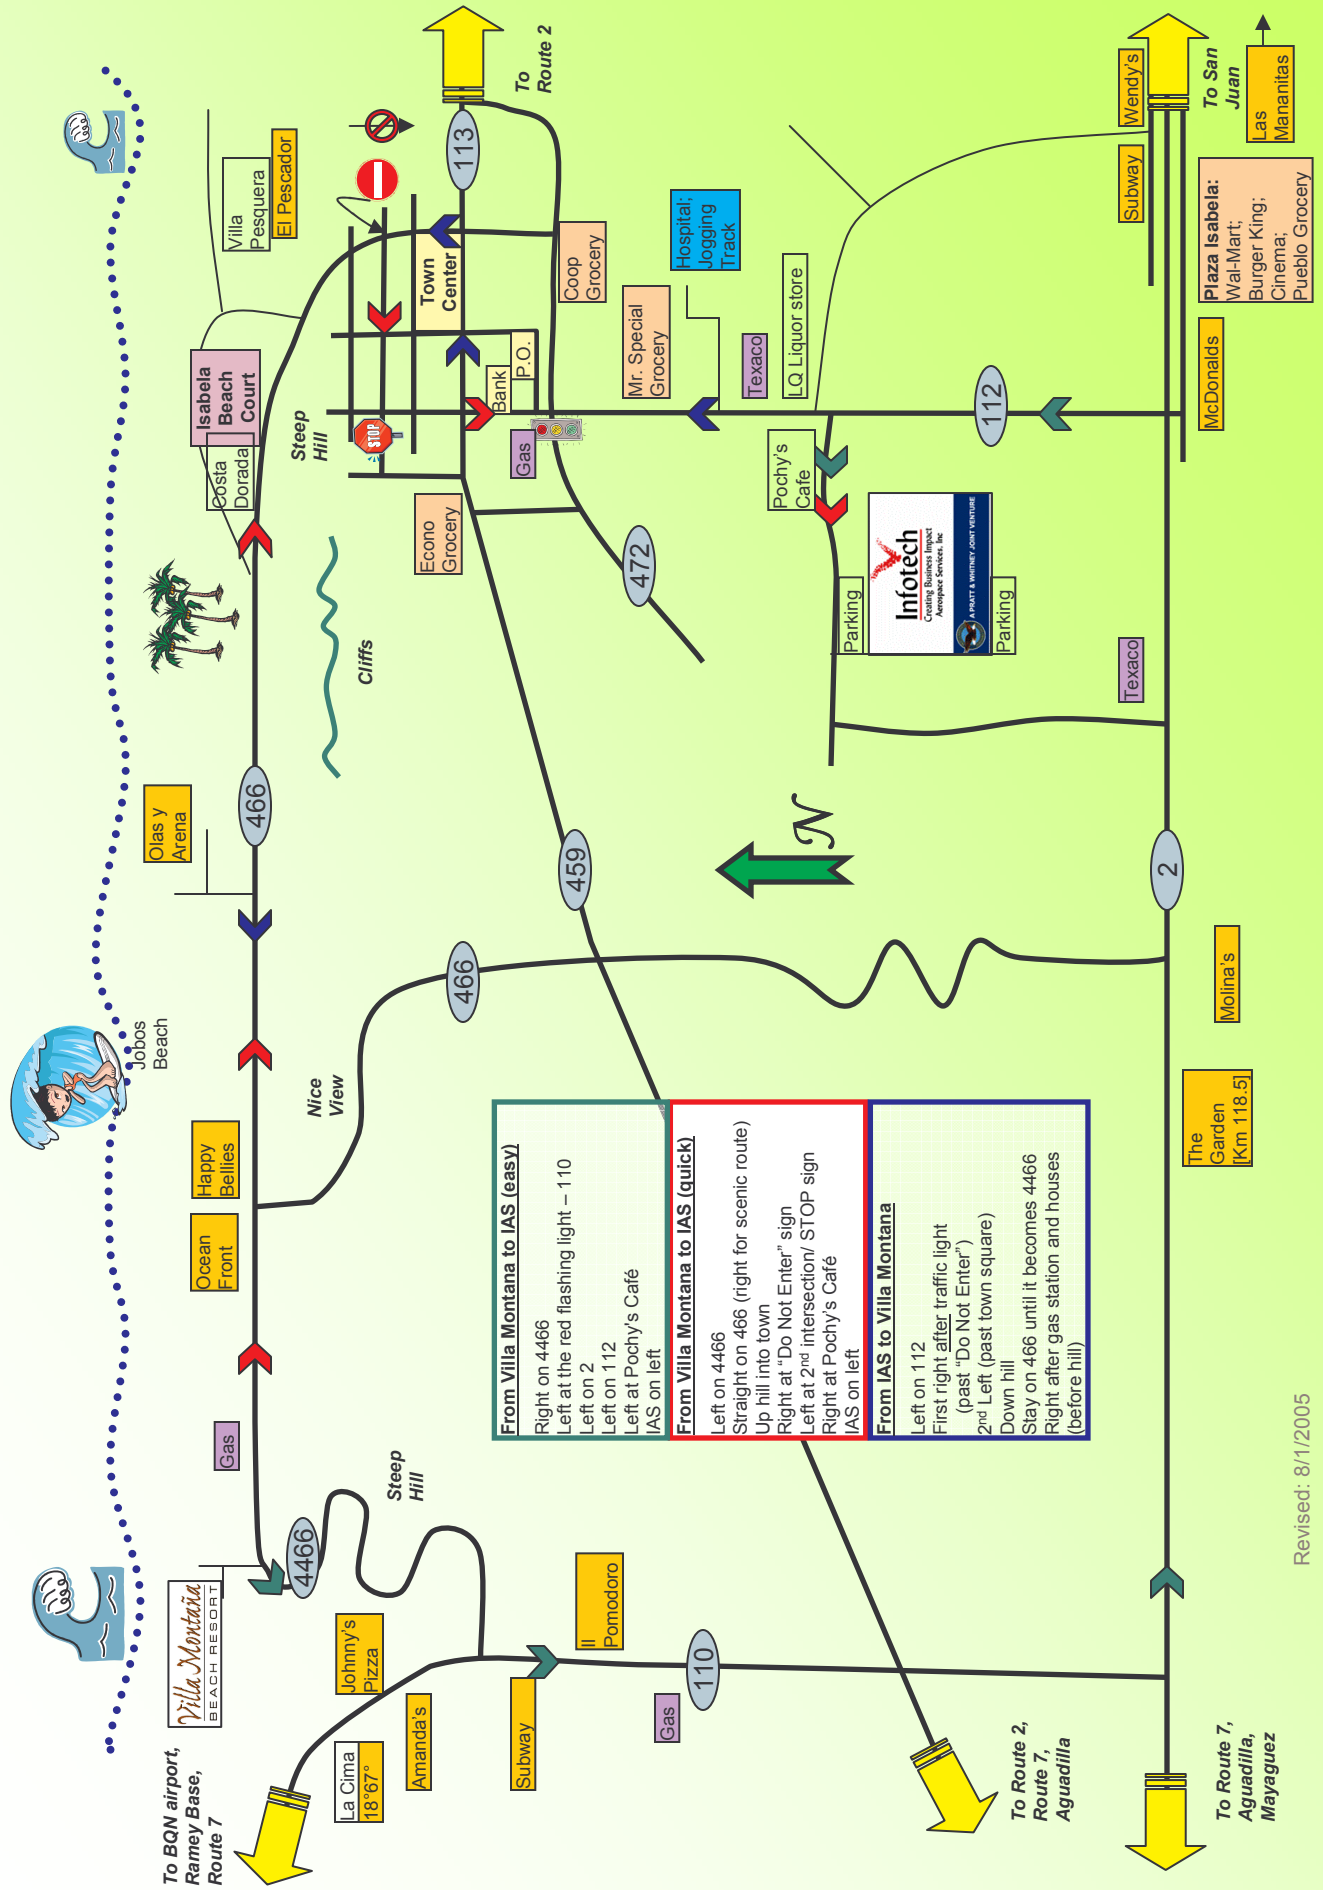 To BQN airport,
Ramey Base,
Route 7
Villa Montaña
BEACH RESORT
4466
Gas
Steep
Hill
La Cima
18°67°
Johnny's
Pizza
Amanda's
Subway
Il
Pomodoro
Gas
110
To Route 2,
Route 7,
Aguadilla
To Route 7,
Aguadilla,
Mayaguez
Ocean
Front
Happy
Bellies
Jobos
Beach
Nice
View
466
Olas y
Arena
466
Cliffs
459
N
2
The
Garden
[Km 118.5]
Molina's
Texaco
From Villa Montana to IAS (easy)
Right on 4466
Left at the red flashing light – 110
Left on 2
Left on 112
Left at Pochy's Café
IAS on left
From Villa Montana to IAS (quick)
Left on 4466
Straight on 466 (right for scenic route)
Up hill into town
Right at “Do Not Enter” sign
Left at 2nd intersection/ STOP sign
Right at Pochy's Café
IAS on left
From IAS to Villa Montana
Left on 112
First right after traffic light
(past “Do Not Enter”)
2nd Left (past town square)
Down hill
Stay on 466 until it becomes 4466
Right after gas station and houses
(before hill)
Costa
Dorada
Isabela
Beach
Court
Villa
Pesquera
El Pescador
Steep
Hill
STOP
Town
Center
113
To
Route 2
Econo
Grocery
Bank
P.O.
Gas
Coop
Grocery
472
Mr. Special
Grocery
Hospital;
Jogging
Track
Texaco
LQ Liquor store
Pochy's
Cafe
Parking
Infotech
Creating Business Impact
Aerospace Services, Inc
A PRATT & WHITNEY JOINT VENTURE
Parking
112
Subway
Wendy's
To San
Juan
Las
Mananitas
McDonalds
Plaza Isabela:
Wal-Mart;
Burger King;
Cinema;
Pueblo Grocery
Revised: 8/1/2005